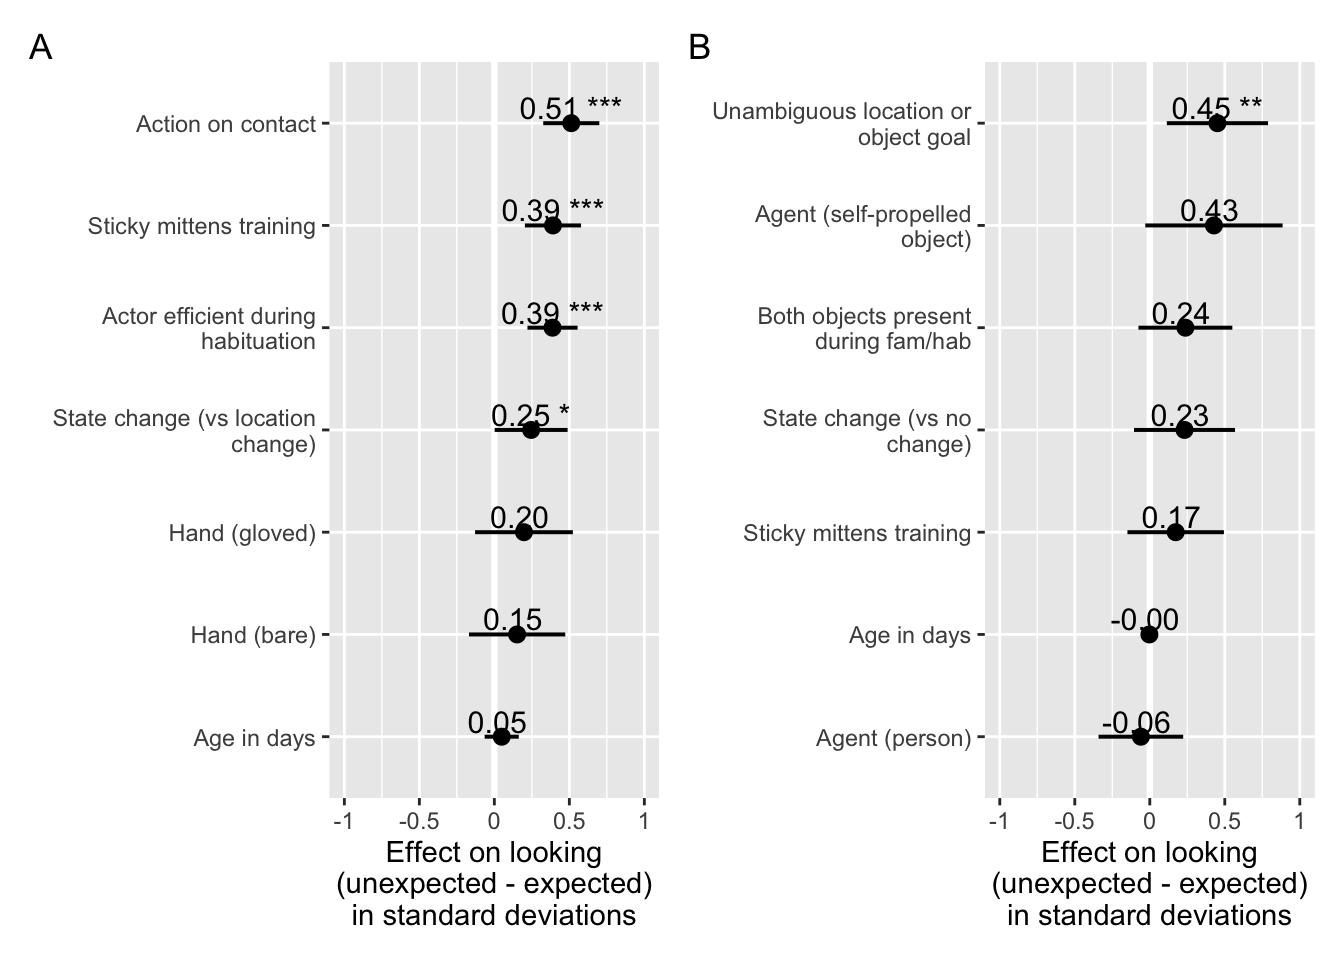 A
Action on contact
0.51 ***
Sticky mittens training
0.39 ***
Actor efficient during
habituation
0.39 ***
State change (vs location
change)
0.25 *
Hand (gloved)
0.20
Hand (bare)
0.15
Age in days
0.05
-1 -0.5 0 0.5 1
Effect on looking
(unexpected - expected)
in standard deviations
B
Unambiguous location or
object goal
0.45 **
Agent (self-propelled
object)
0.43
Both objects present
during fam/hab
0.24
State change (vs no
change)
0.23
Sticky mittens training
0.17
Age in days
-0.00
Agent (person)
-0.06
-1 -0.5 0 0.5 1
Effect on looking
(unexpected - expected)
in standard deviations